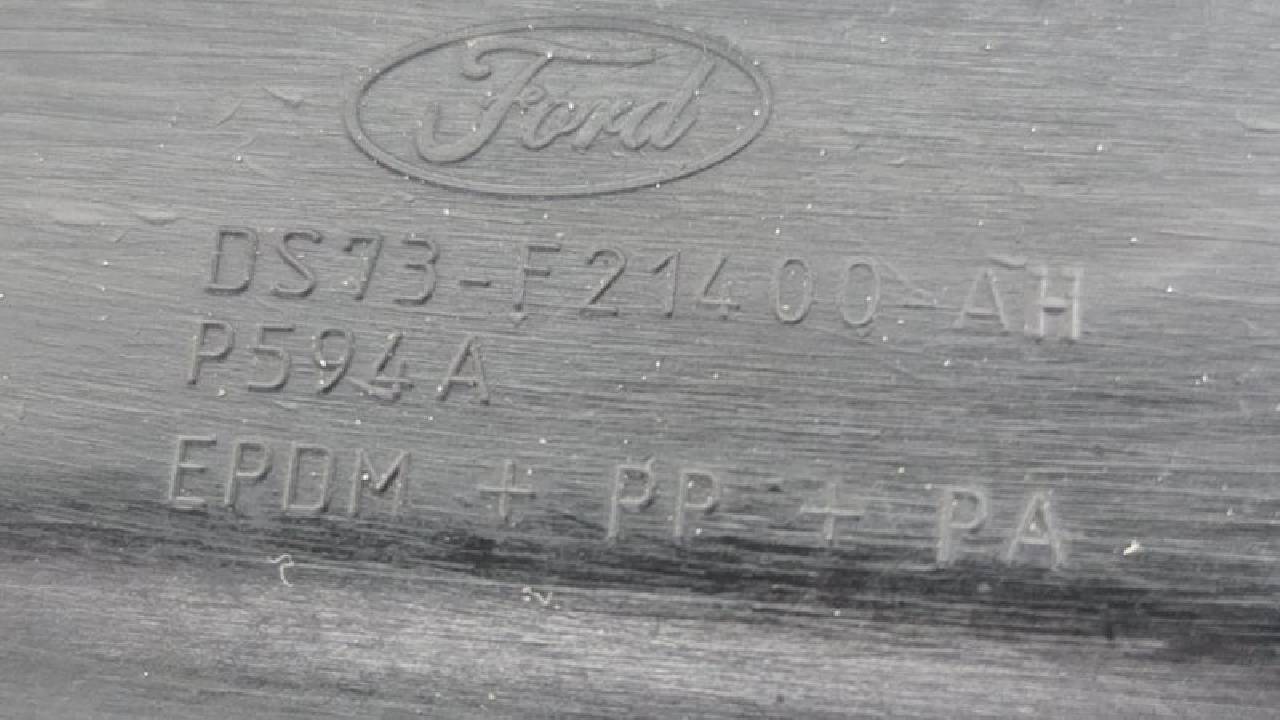 Ford
DS73-F21400-AH
P594A
EPDM + PP + PA